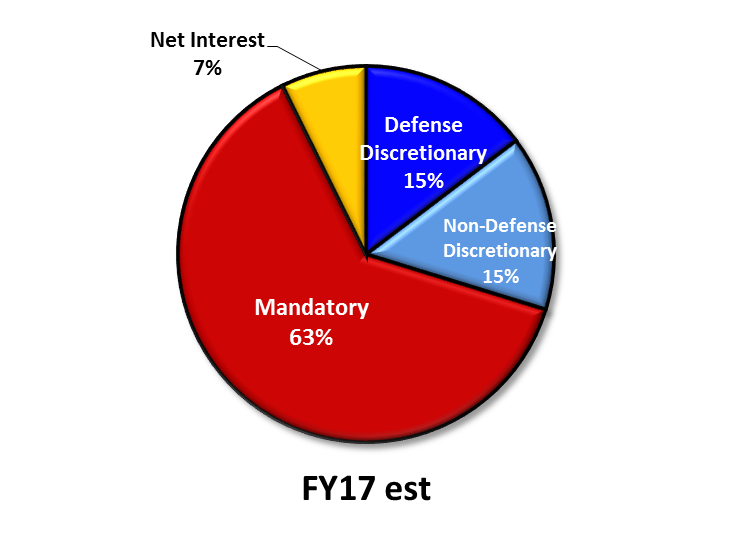 Net Interest
7%
Defense
Discretionary
15%
Non-Defense
Discretionary
15%
Mandatory
63%
FY17 est